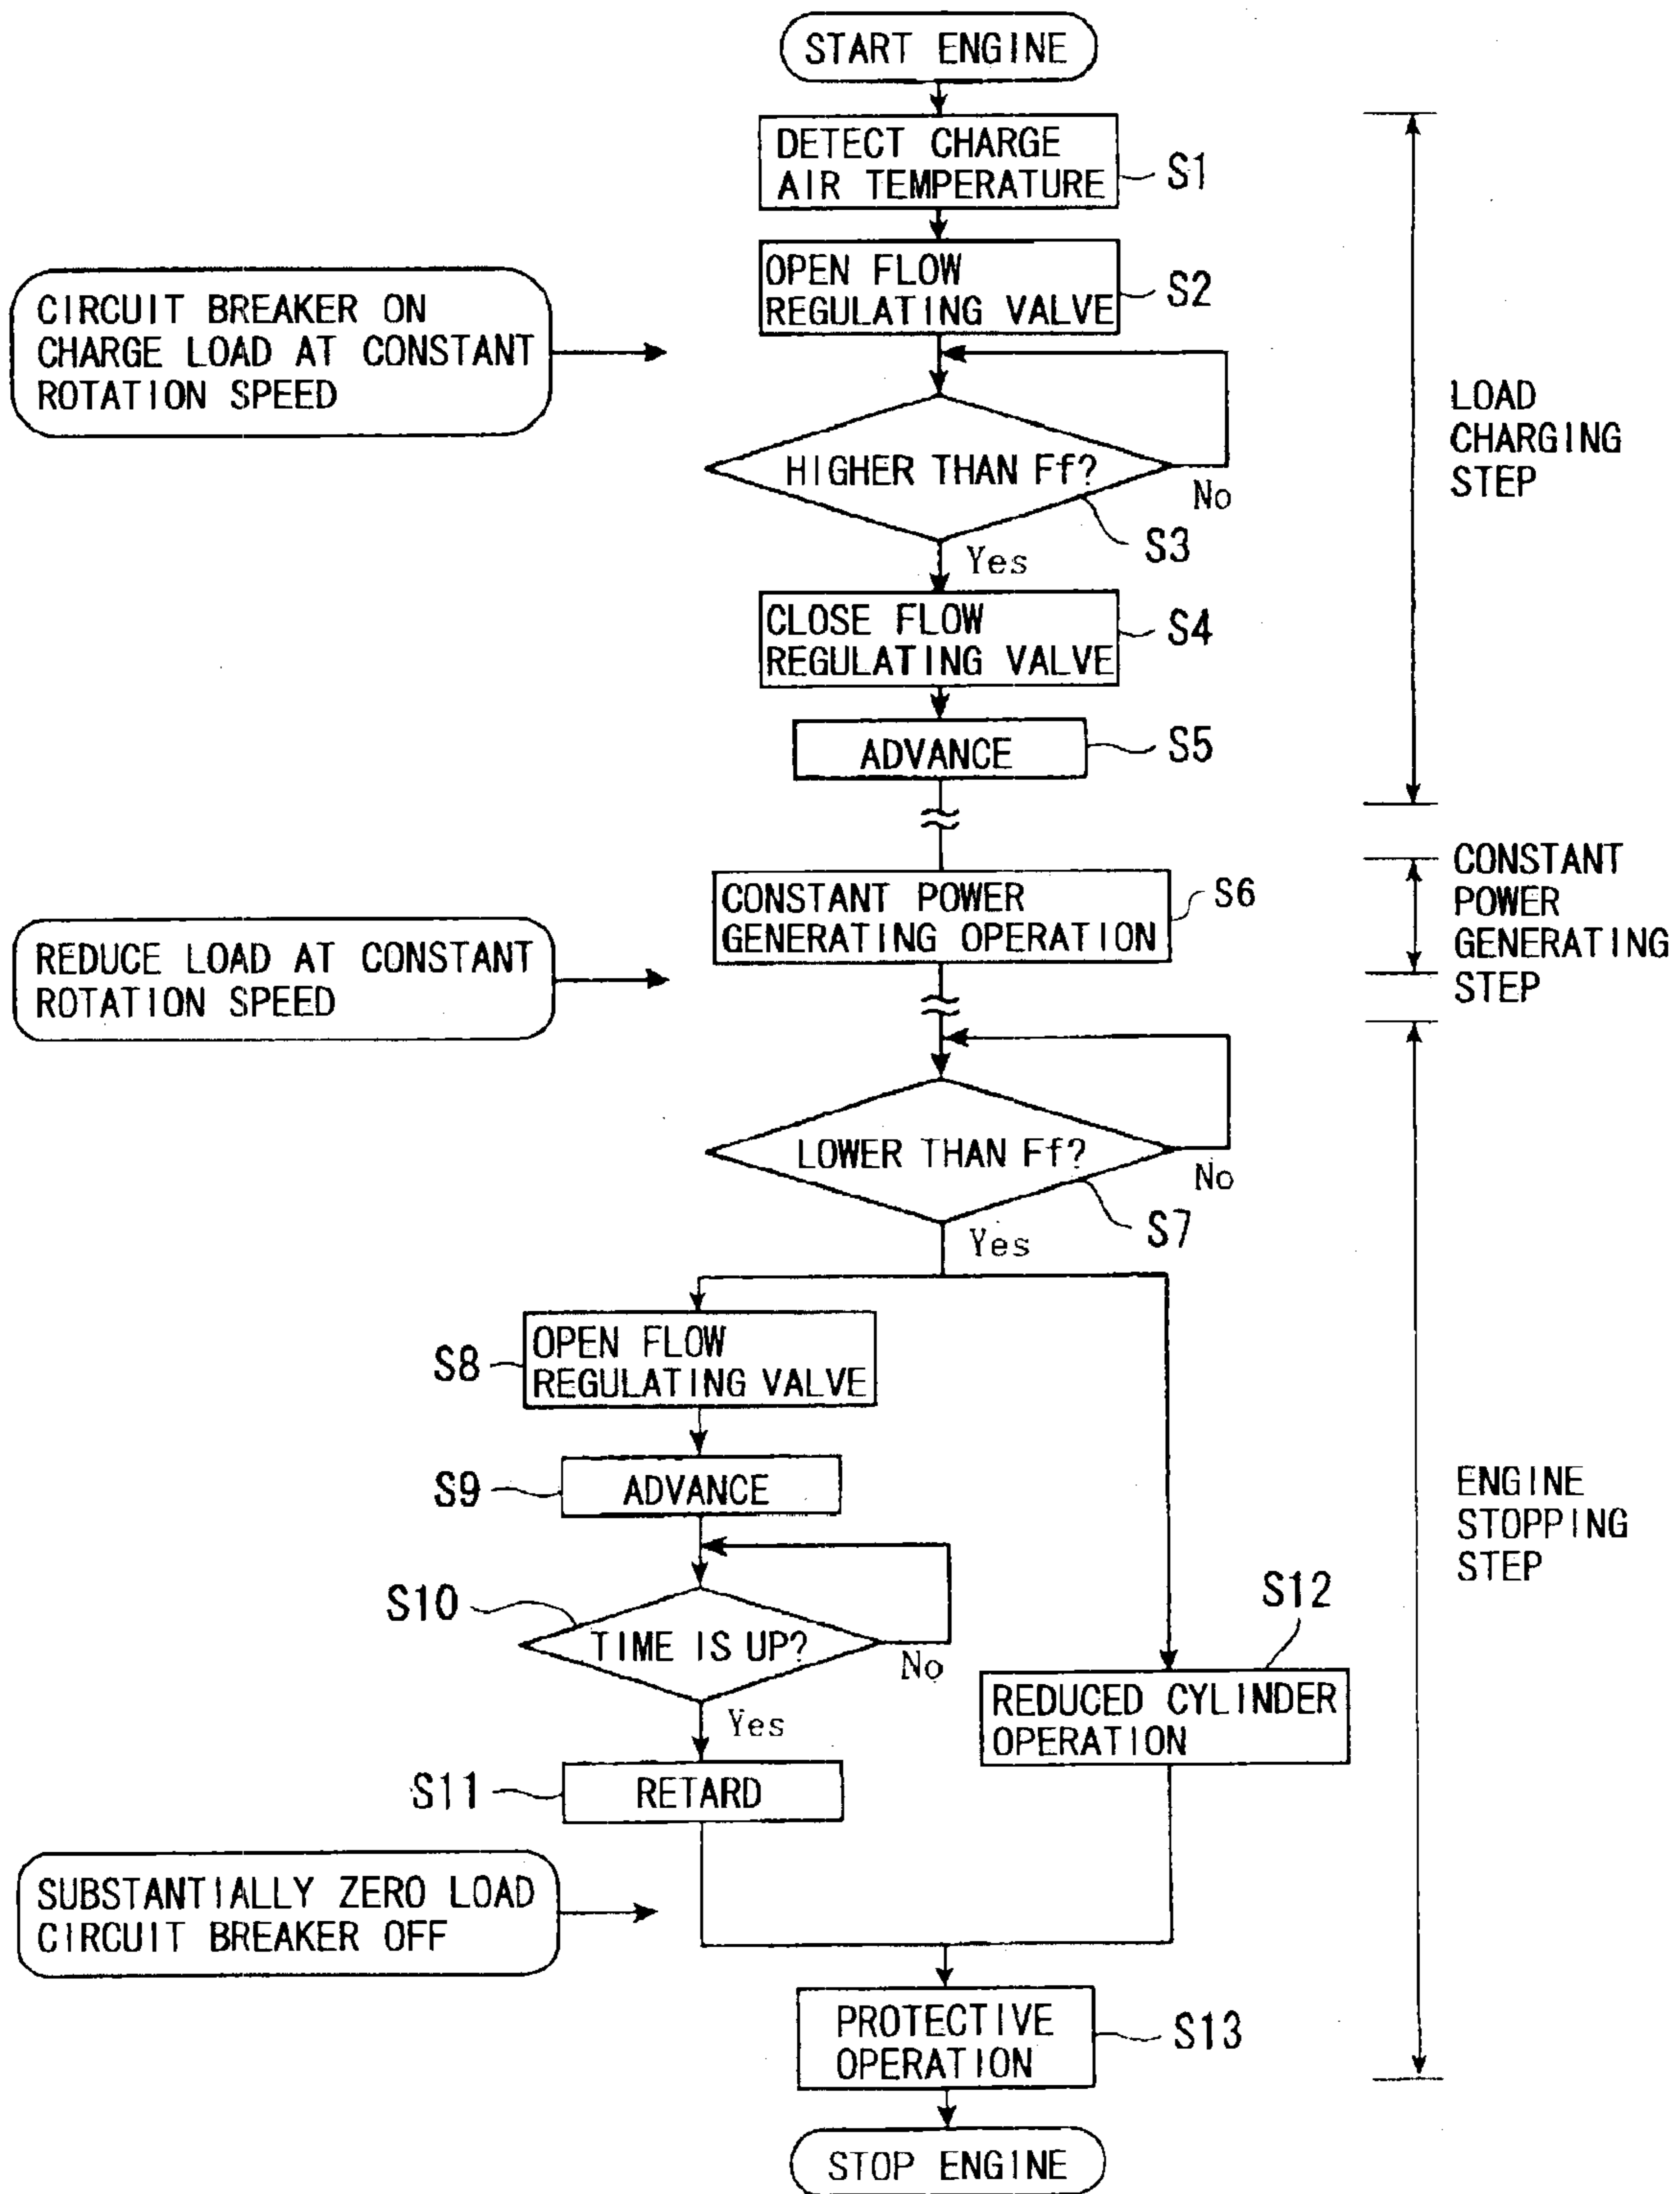 START ENGINE
DETECT CHARGE
AIR TEMPERATURE
S1
OPEN FLOW
REGULATING VALVE
S2
CIRCUIT BREAKER ON
CHARGE LOAD AT CONSTANT
ROTATION SPEED
HIGHER THAN Ff?
No
S3
Yes
LOAD
CHARGING
STEP
CLOSE FLOW
REGULATING VALVE
S4
ADVANCE
S5
CONSTANT POWER
GENERATING OPERATION
S6
CONSTANT
POWER
GENERATING
STEP
REDUCE LOAD AT CONSTANT
ROTATION SPEED
LOWER THAN Ff?
No
S7
Yes
S8
OPEN FLOW
REGULATING VALVE
S9
ADVANCE
ENGINE
STOPPING
STEP
S10
TIME IS UP?
No
Yes
S12
REDUCED CYLINDER
OPERATION
S11
RETARD
SUBSTANTIALLY ZERO LOAD
CIRCUIT BREAKER OFF
PROTECTIVE
OPERATION
S13
STOP ENGINE